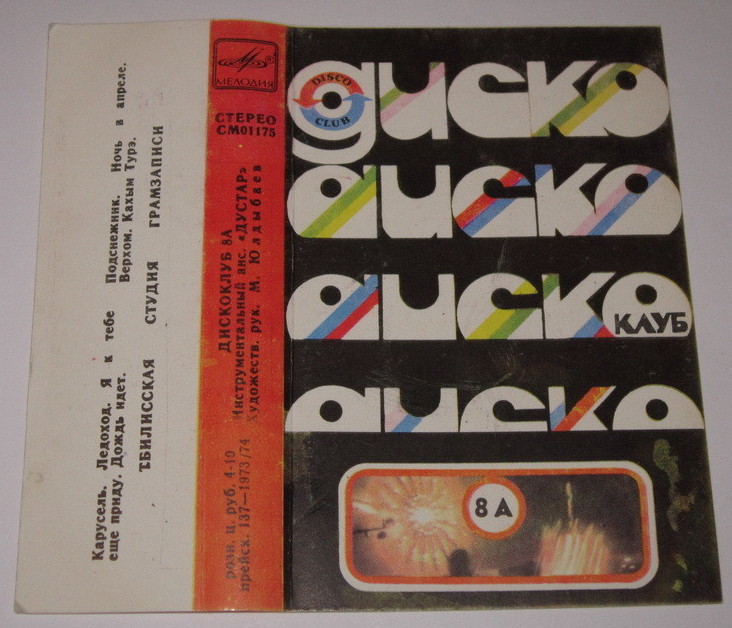 Карусель. Ледоход. Я к тебе
еще приду. Дождь идет.
Подснежник. Ночь в апреле.
Верхом. Кахым Турэ.
ТБИЛИССКАЯ СТУДИЯ ГРАМЗАПИСИ
МЕЛОДИЯ
СТЕРЕО
СМ01175
ДИСКОКЛУБ 8А
Инструментальный анс. «ДУСТАР»
Художеств. рук. М. Юлдыбаев
розн. ц. руб. 4-10
прейск. 137—1973/74
диско
DISCO
CLUB
диско
диско
КЛУБ
диско
8А